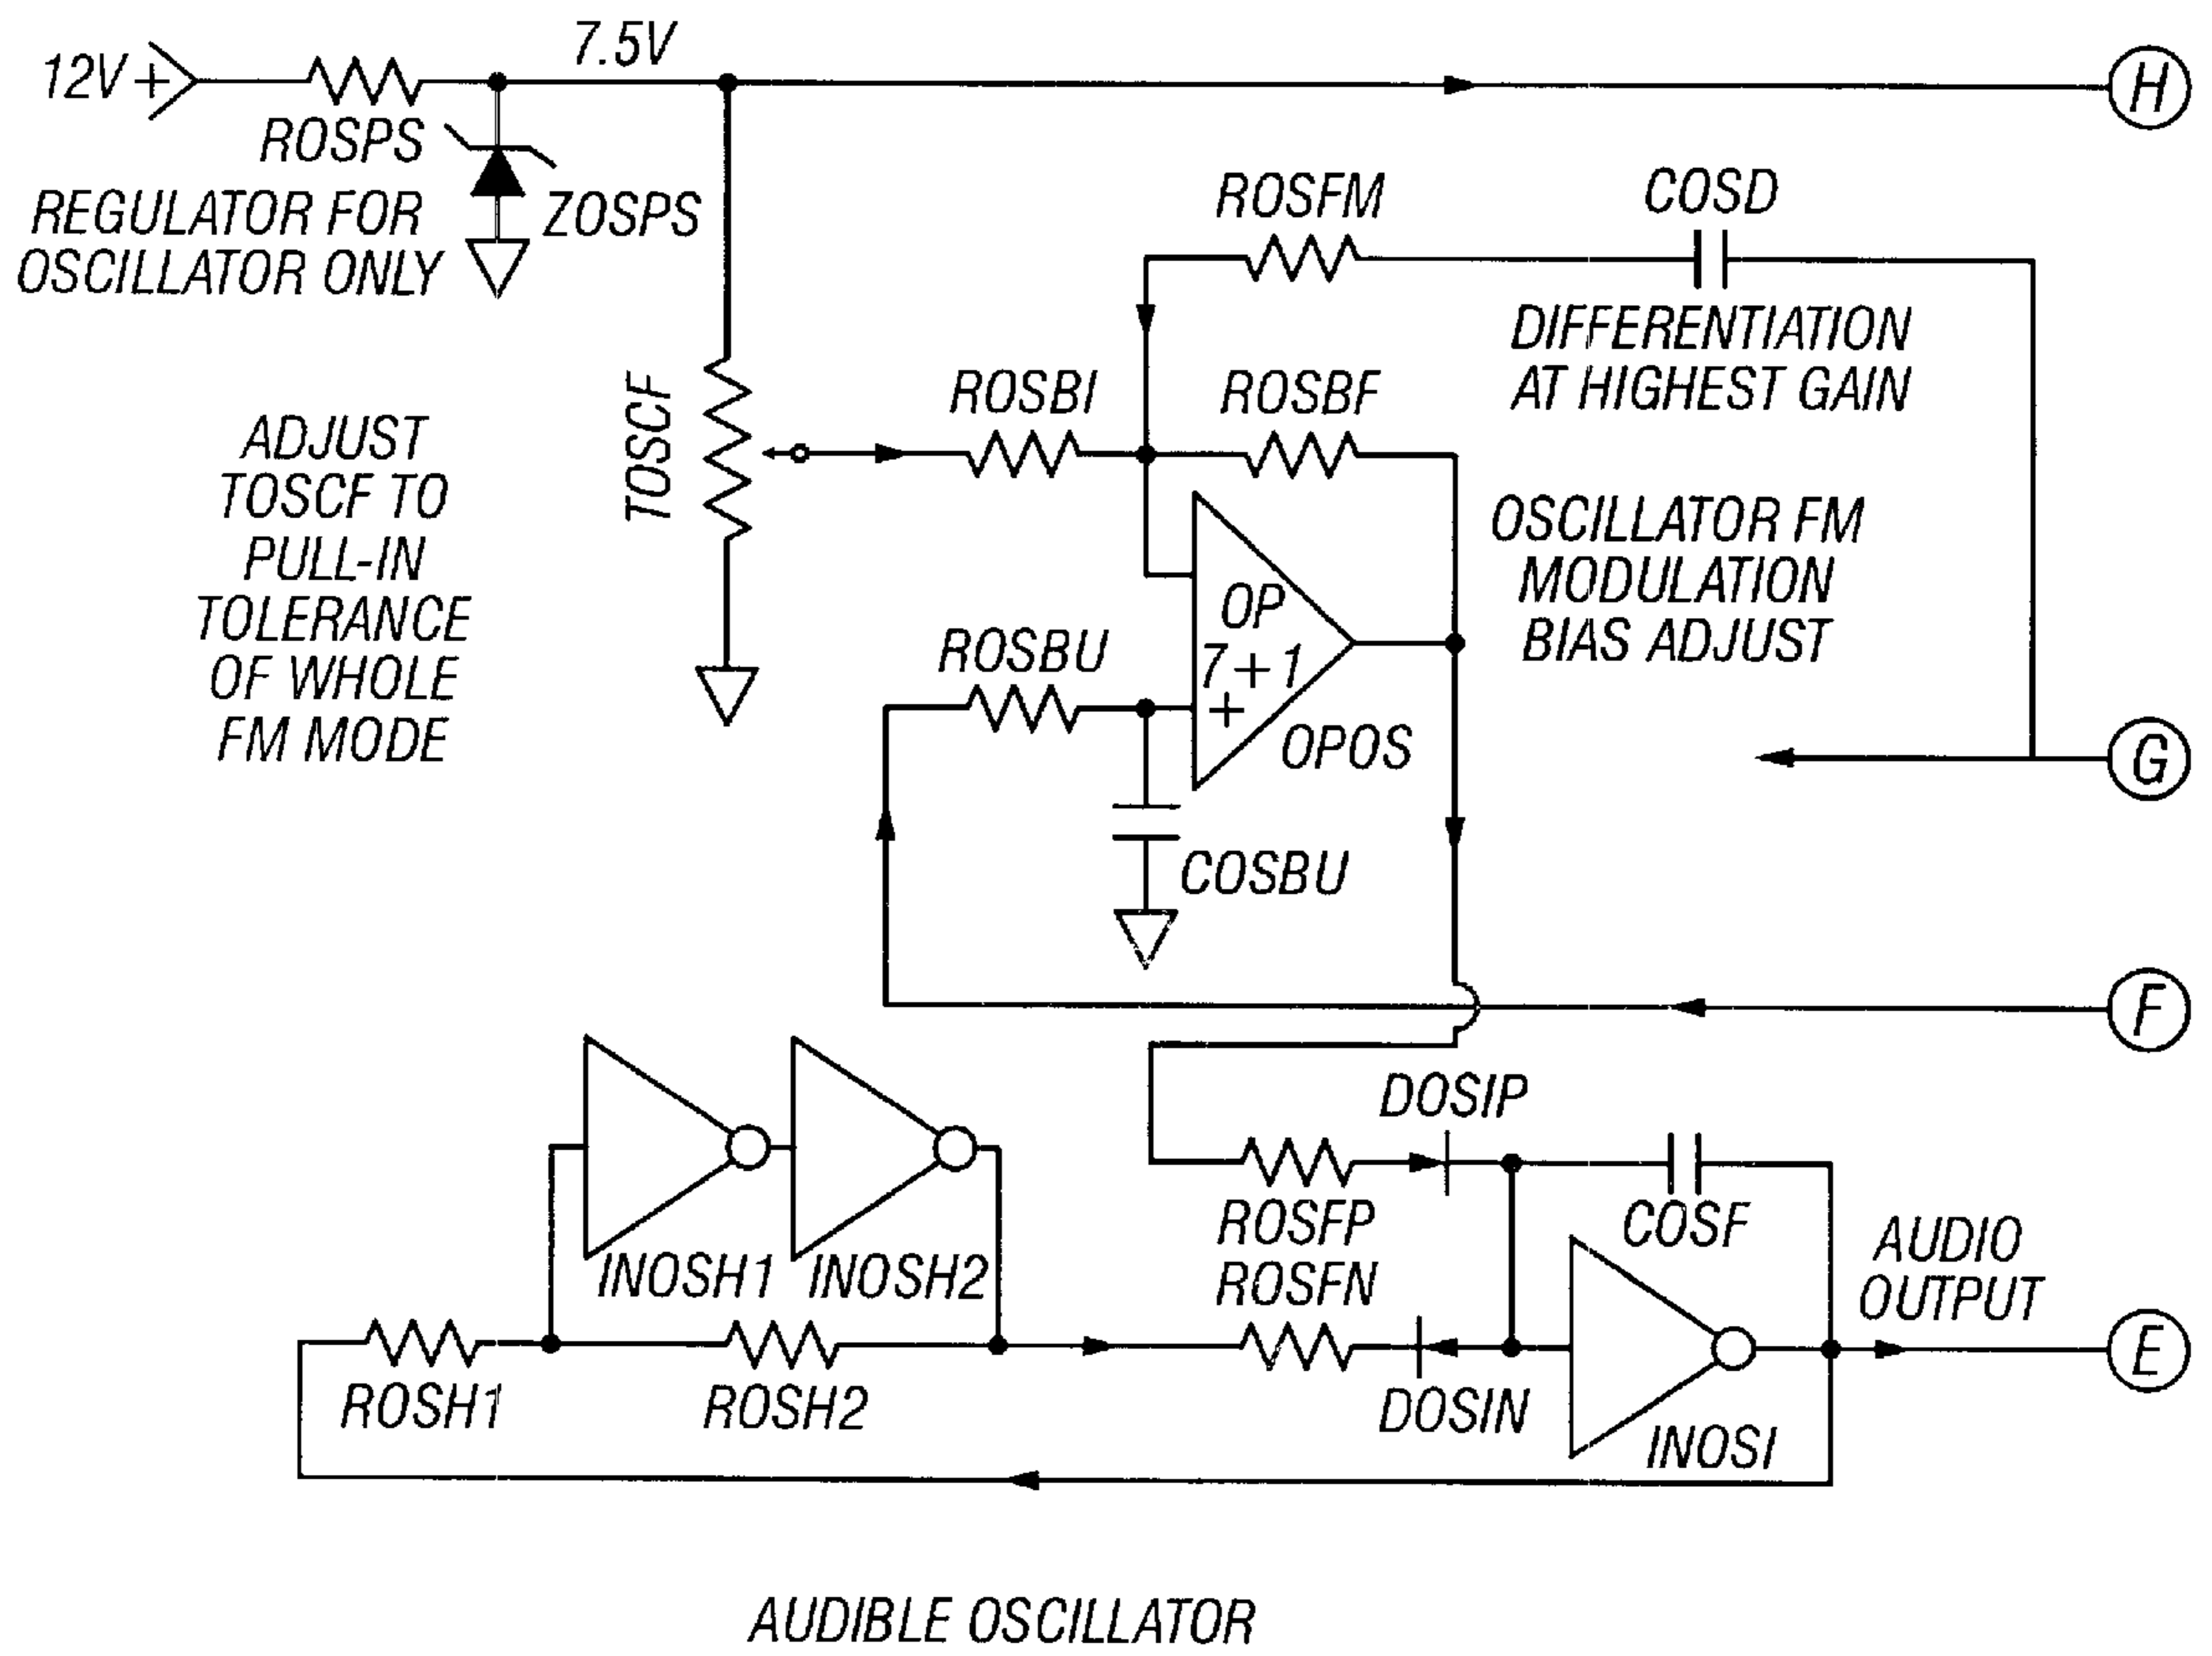 12V +
7.5V
H
ROSPS
REGULATOR FOR
OSCILLATOR ONLY
ZOSPS
ROSFM
COSD
DIFFERENTIATION
AT HIGHEST GAIN
ADJUST
TOSCF TO
PULL-IN
TOLERANCE
OF WHOLE
FM MODE
TOSCF
ROSBI
ROSBF
OSCILLATOR FM
MODULATION
BIAS ADJUST
OP
7+1
+
OPOS
ROSBU
COSBU
G
F
INOSH1
INOSH2
ROSH1
ROSH2
DOSIP
ROSFP
ROSFN
DOSIN
COSF
INOSI
AUDIO
OUTPUT
E
AUDIBLE OSCILLATOR